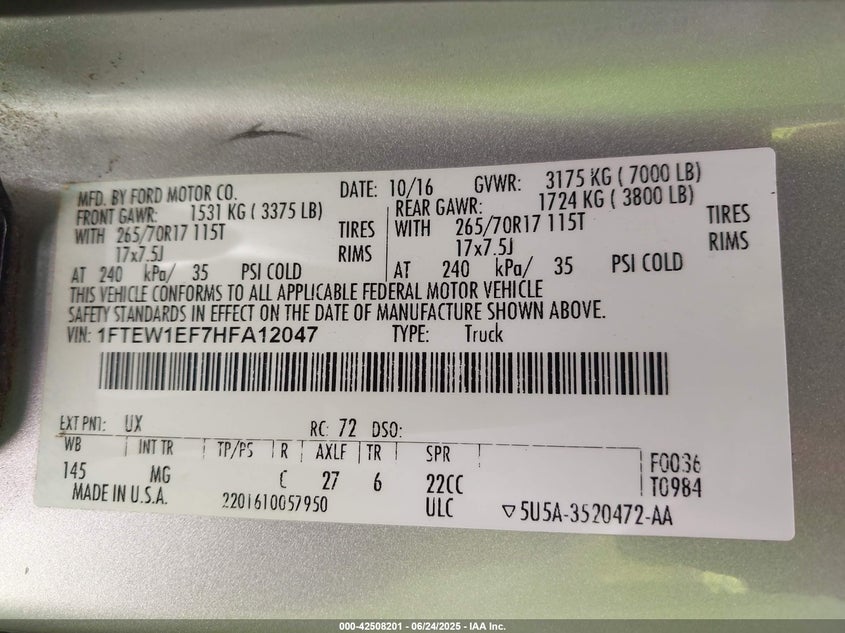 MFD. BY FORD MOTOR CO. DATE: 10/16 GVWR: 3175 KG ( 7000 LB)
FRONT GAWR: 1531 KG ( 3375 LB) REAR GAWR: 1724 KG ( 3800 LB)
WITH 265/70R17 115T TIRES WITH 265/70R17 115T TIRES
17x7.5J RIMS 17x7.5J RIMS
AT 240 kPa/ 35 PSI COLD AT 240 kPa/ 35 PSI COLD
THIS VEHICLE CONFORMS TO ALL APPLICABLE FEDERAL MOTOR VEHICLE
SAFETY STANDARDS IN EFFECT ON THE DATE OF MANUFACTURE SHOWN ABOVE.
VIN: 1FTEW1EF7HFA12047 TYPE: Truck
EXT PNT: UX RC: 72 DSO:
WB INT TR TP/PS R AXLE TR SPR F0036
145 MG C 27 6 22CC T0984
MADE IN U.S.A. 2201610057950 ULC ▽5U5A-3520472-AA
000-42508201 - 06/24/2025 - IAA Inc.